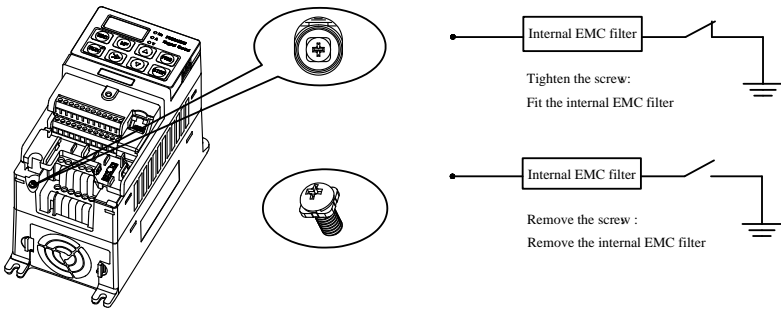 Internal EMC filter
Tighten the screw:
Fit the internal EMC filter
Internal EMC filter
Remove the screw :
Remove the internal EMC filter